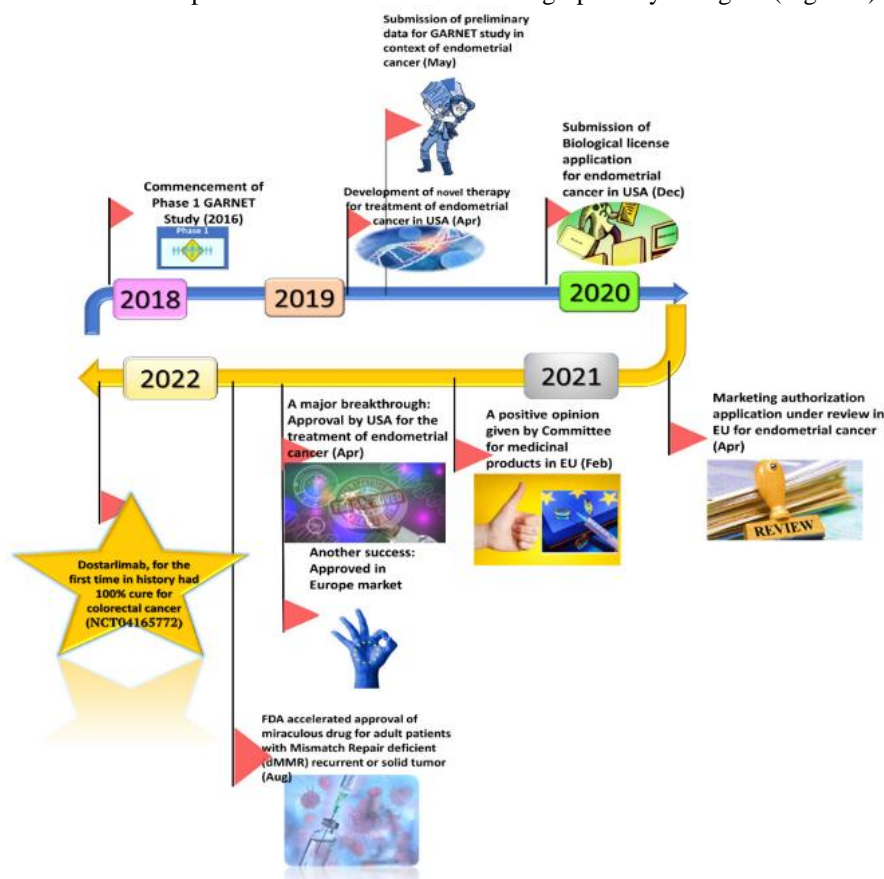 Submission of preliminary
data for GARNET study in
context of endometrial
cancer (May)
Submission of
Biological license
application
for endometrial
cancer in USA (Dec)
Commencement of
Phase 1 GARNET
Study (2016)
Phase 1
Development of novel therapy
for treatment of endometrial
cancer in USA (Apr)
2018
2019
2020
2022
2021
A major breakthrough:
Approval by USA for the
treatment of endometrial
cancer (Apr)
A positive opinion
given by Committee
for medicinal
products in EU (Feb)
Marketing authorization
application under review in
EU for endometrial cancer
(Apr)
FDA APPROVED
REVIEW
Another success:
Approved in
Europe market
Dostarlimab, for the
first time in history had
100% cure for
colorectal cancer
(NCT04165772)
FDA accelerated approval of
miraculous drug for adult patients
with Mismatch Repair deficient
(dMMR) recurrent or solid tumor
(Aug)